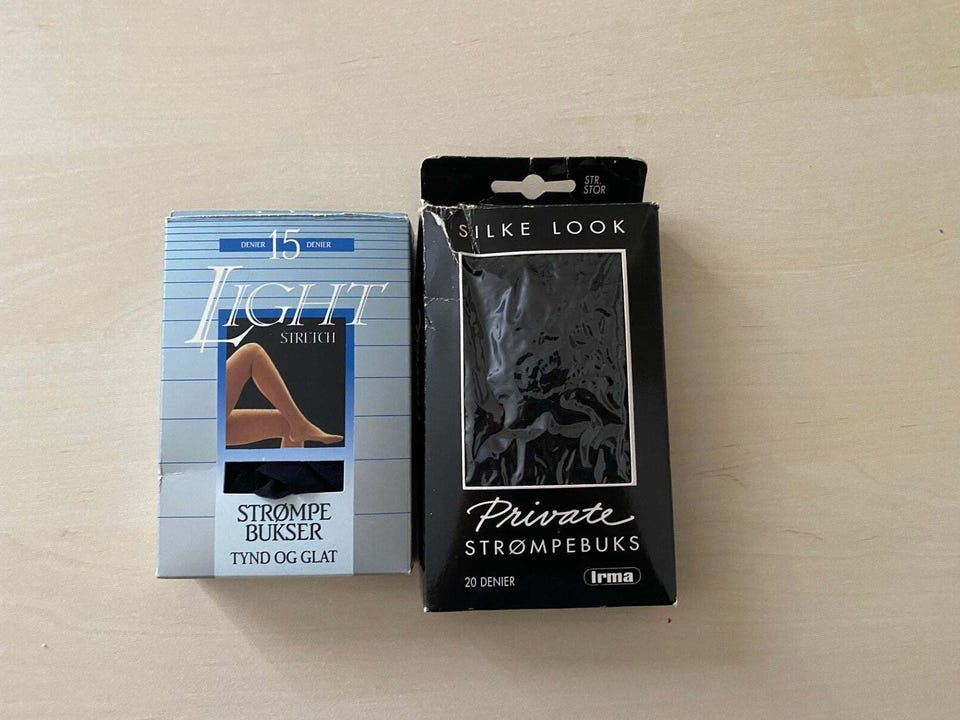 DENIER 15 DENIER
LIGHT
STRETCH
STRØMPE
BUKSER
TYND OG GLAT
STR.
STOR
SILKE LOOK
Private
STRØMPEBUKS
20 DENIER
Irma